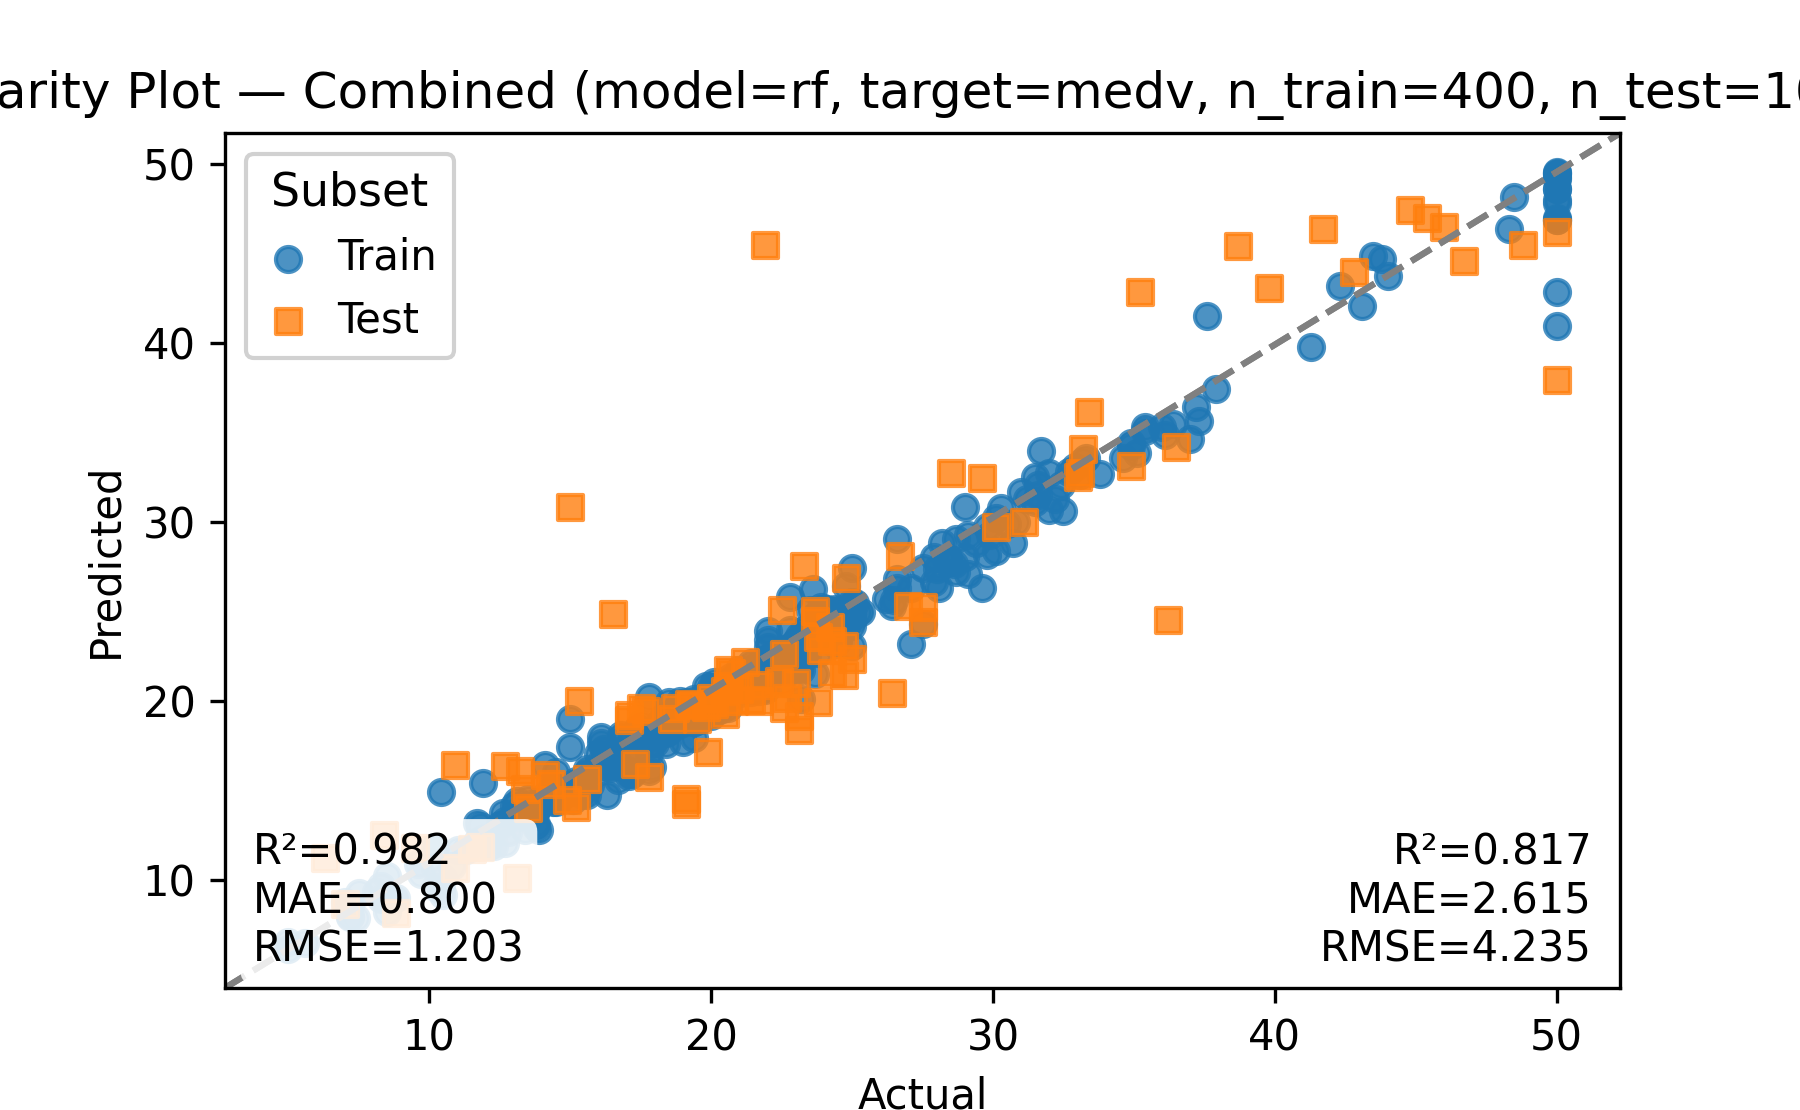 arity Plot — Combined (model=rf, target=medv, n_train=400, n_test=10
Subset
Train
Test
50
40
30
20
10
Predicted
R²=0.982
MAE=0.800
RMSE=1.203
R²=0.817
MAE=2.615
RMSE=4.235
10 20 30 40 50
Actual